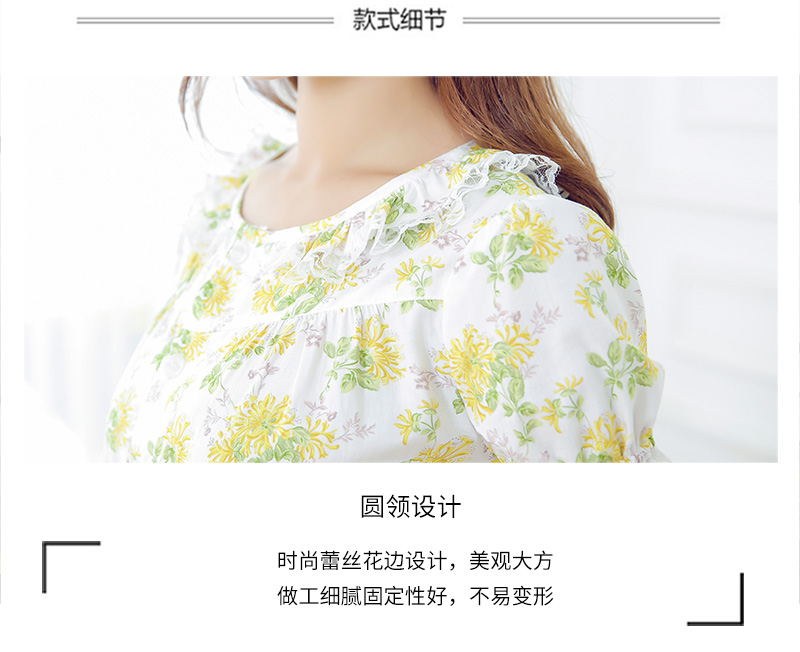 款式细节
圆领设计
时尚蕾丝花边设计，美观大方
做工细腻固定性好，不易变形